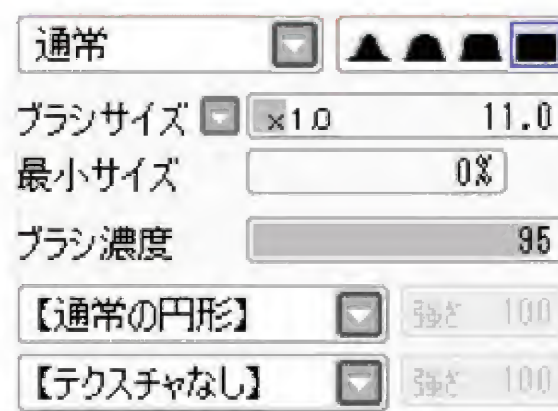 通常
ブラシサイズ ×1.0 11.0
最小サイズ 0%
ブラシ濃度 95
【通常の円形】 強さ 100
【テクスチャなし】 強さ 100